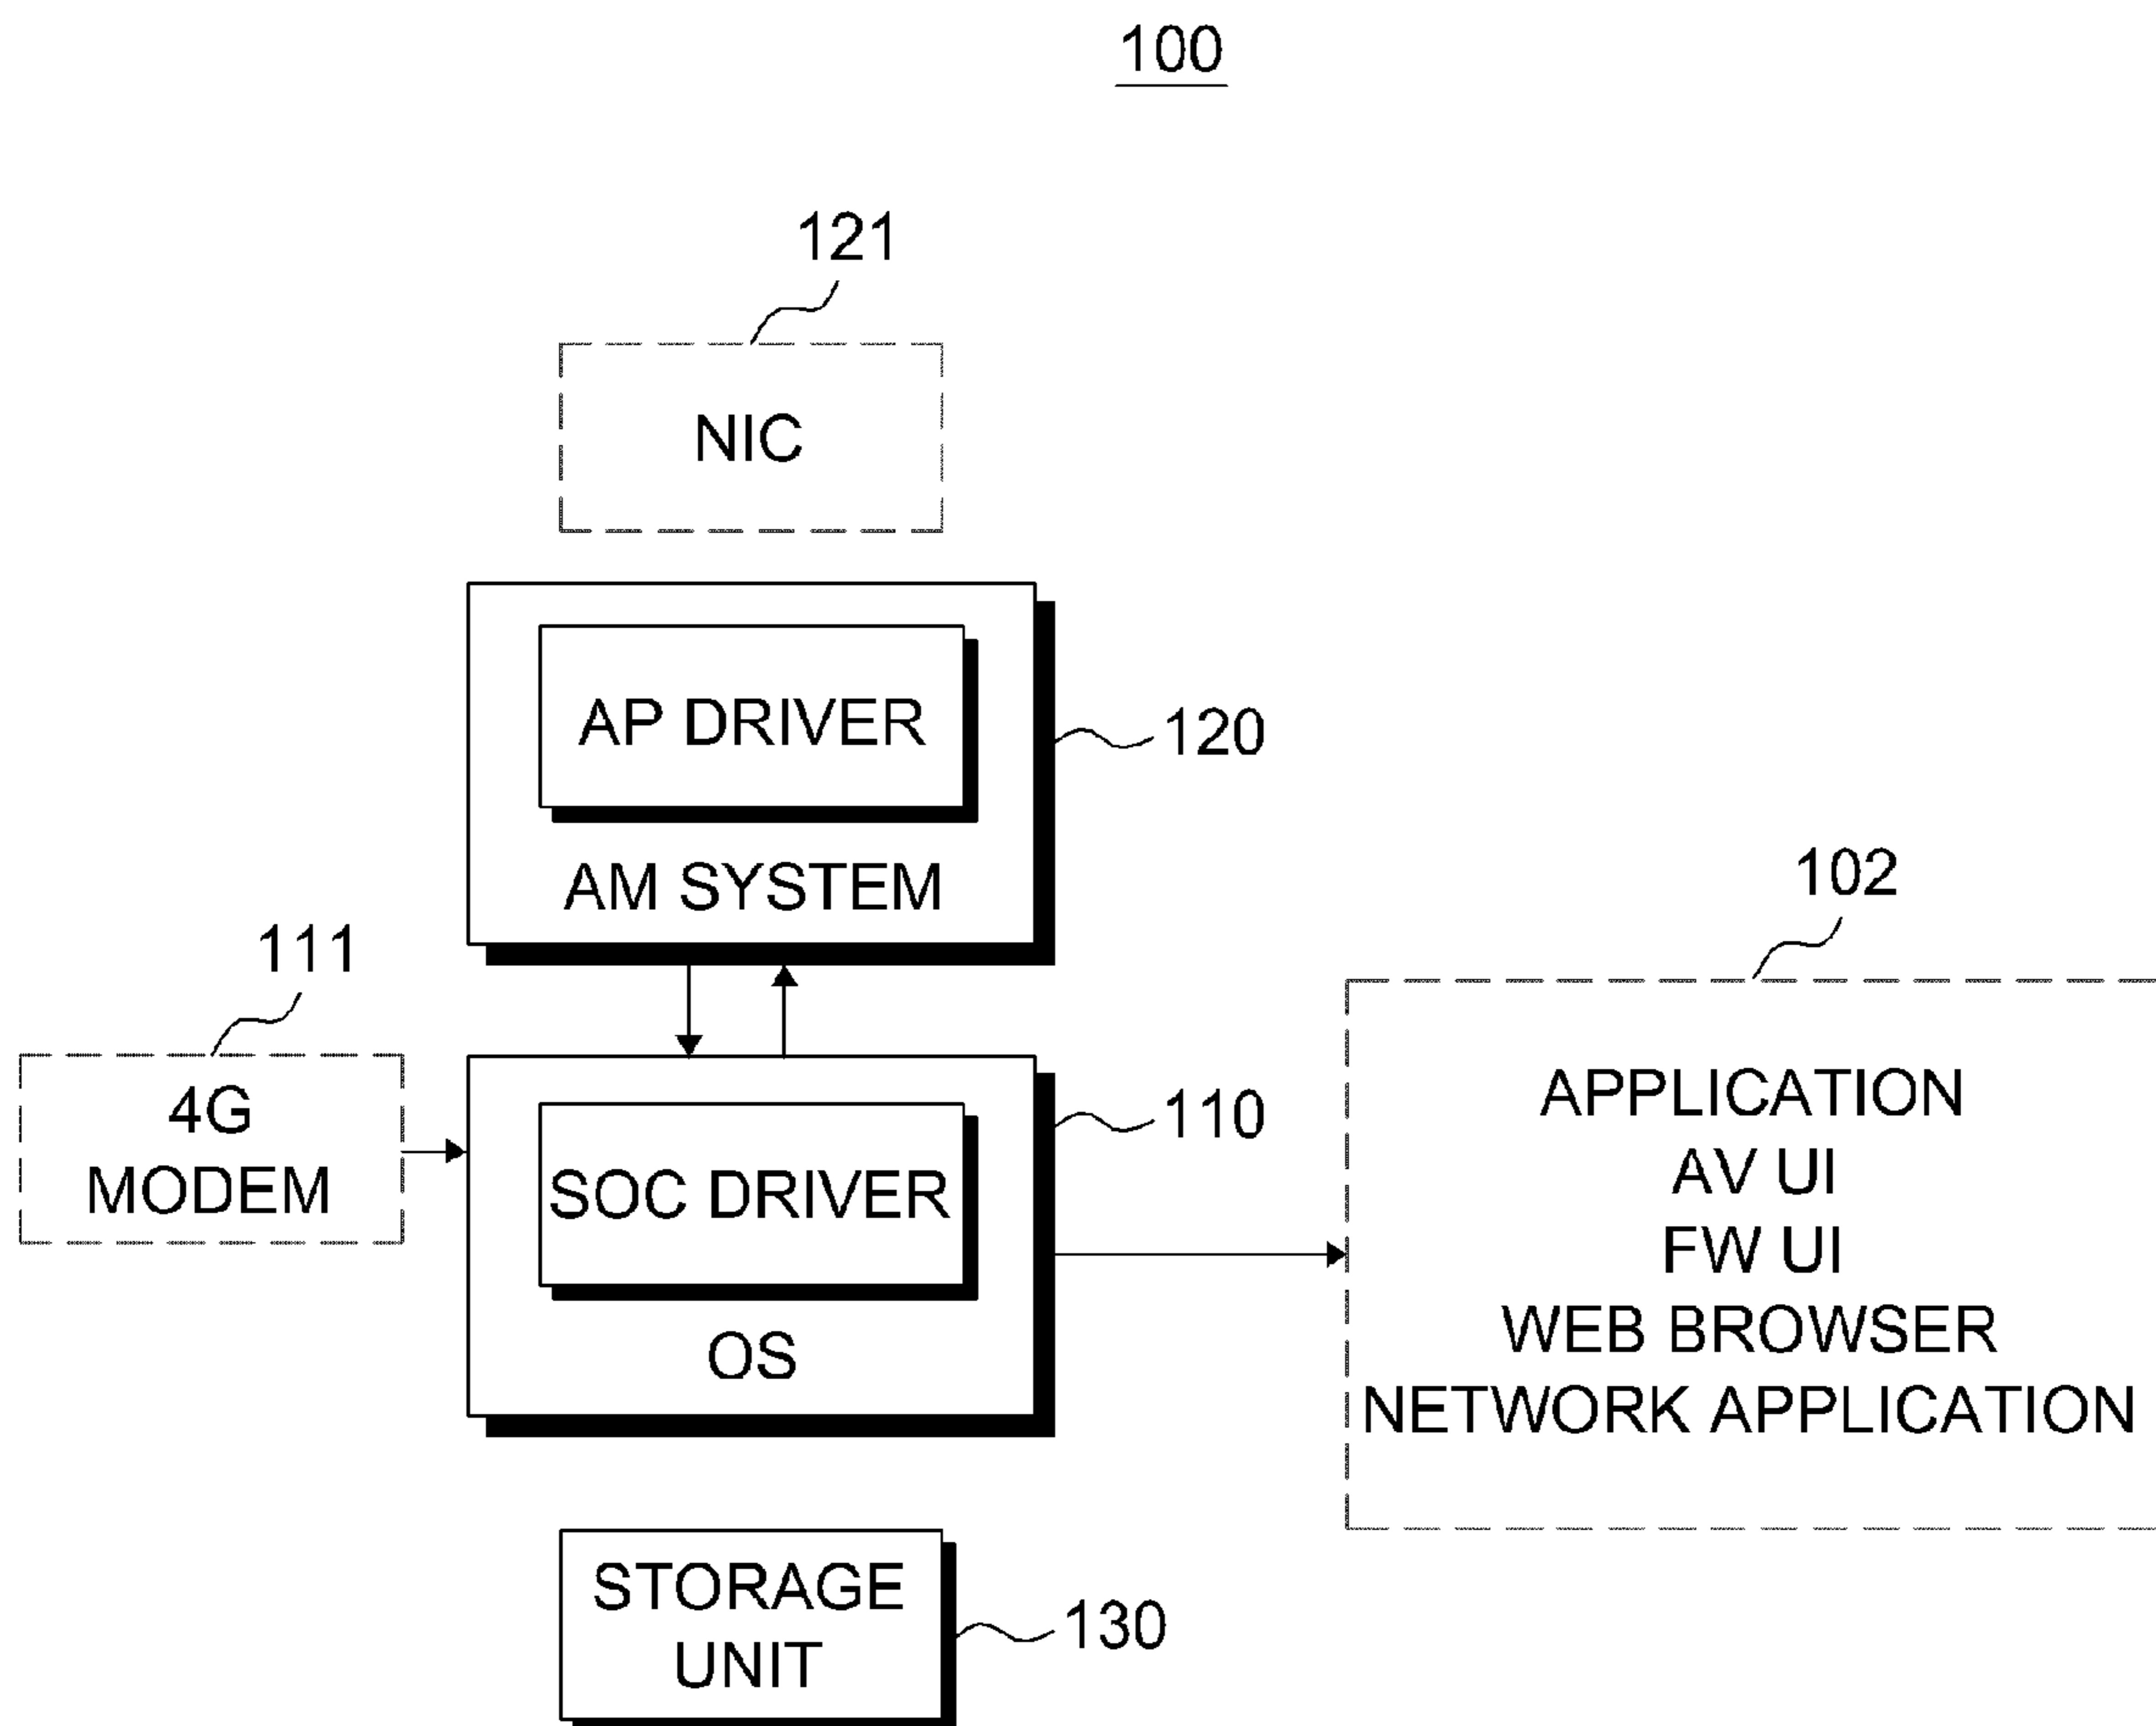 100
121
NIC
AP DRIVER
120
AM SYSTEM
102
111
4G
MODEM
110
SOC DRIVER
OS
APPLICATION
AV UI
FW UI
WEB BROWSER
NETWORK APPLICATION
STORAGE
UNIT
130